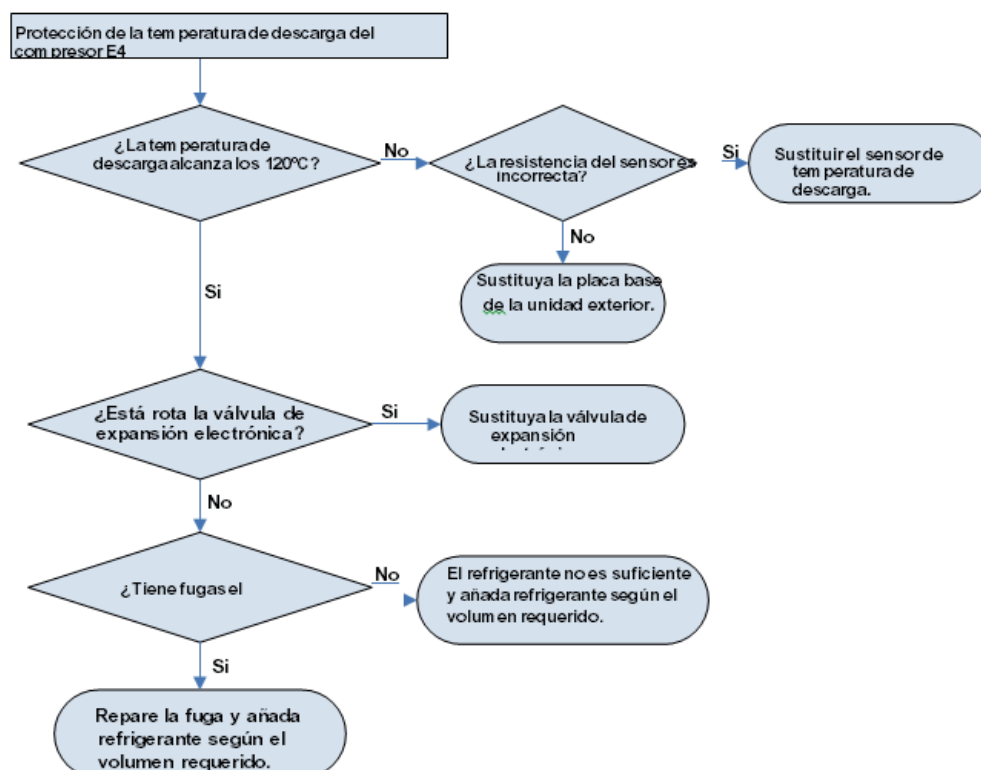 Protección de la temperatura de descarga del
compresor E4
¿La temperatura de
descarga alcanza los 120ºC?
No
¿La resistencia del sensor es
incorrecta?
Si
Sustituir el sensor de
temperatura de
descarga.
No
Sustituya la placa base
de la unidad exterior.
Si
¿Está rota la válvula de
expansión electrónica?
Si
Sustituya la válvula de
expansión
No
¿Tiene fugas el
No
El refrigerante no es suficiente
y añada refrigerante según el
volumen requerido.
Si
Repare la fuga y añada
refrigerante según el
volumen requerido.